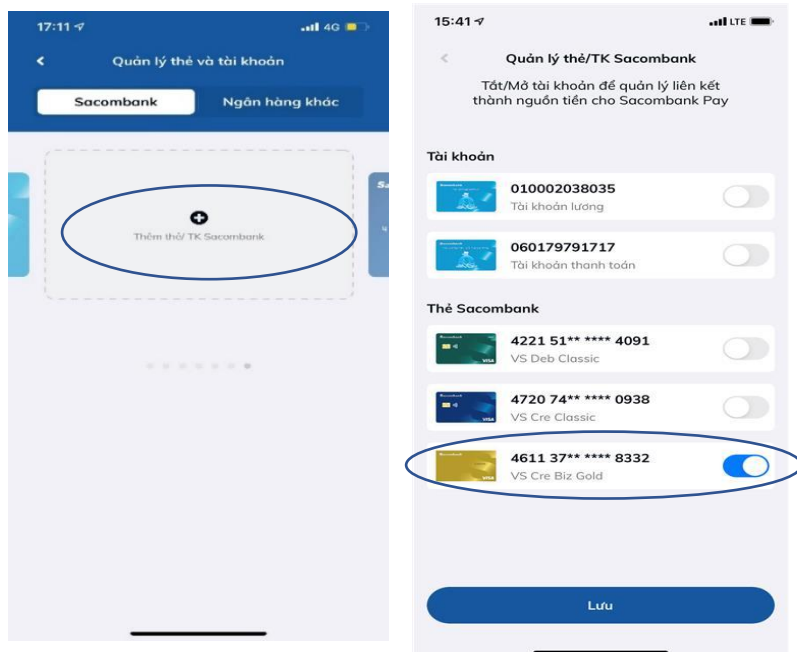 17:11
4G
Quản lý thẻ và tài khoản
Sacombank
Ngân hàng khác
Thêm thẻ/ TK Sacombank
15:41
LTE
Quản lý thẻ/TK Sacombank
Tắt/Mở tài khoản để quản lý liên kết
thành nguồn tiền cho Sacombank Pay
Tài khoản
010002038035
Tài khoản lương
060179791717
Tài khoản thanh toán
Thẻ Sacombank
4221 51** **** 4091
VS Deb Classic
VISA
4720 74** **** 0938
VS Cre Classic
VISA
4611 37** **** 8332
VS Cre Biz Gold
VISA
Lưu